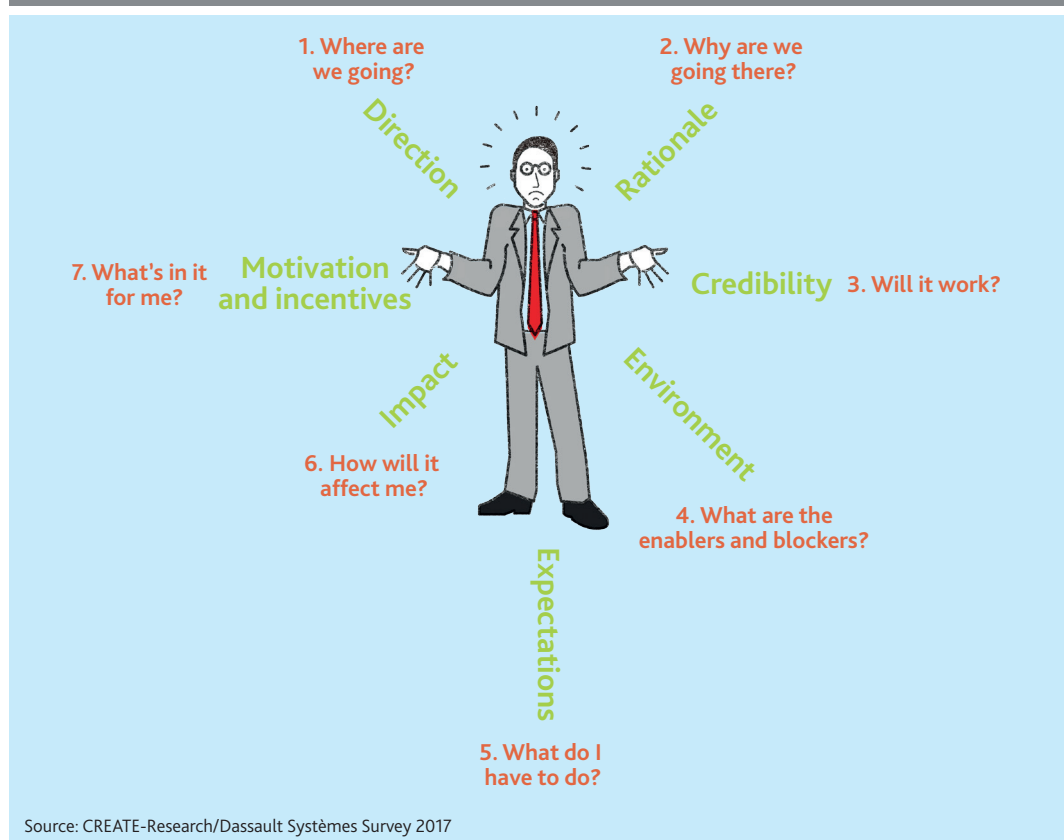 1. Where are
we going?
Direction
2. Why are we
going there?
Rationale
Credibility
3. Will it work?
Environment
4. What are the
enablers and blockers?
Expectations
5. What do I
have to do?
Impact
6. How will it
affect me?
Motivation
and incentives
7. What's in it
for me?
Source: CREATE-Research/Dassault Systèmes Survey 2017